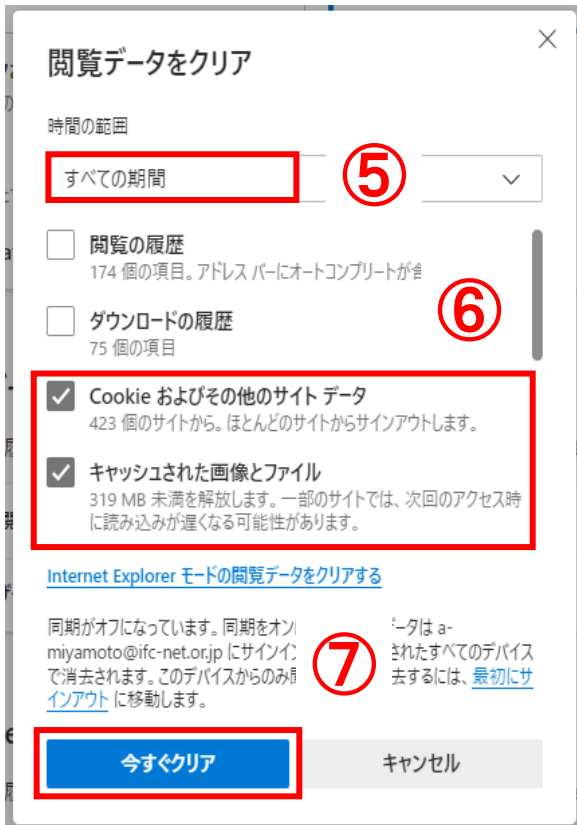 閲覧データをクリア
時間の範囲
すべての期間
⑤
閲覧の履歴
174 個の項目。アドレス バーにオートコンプリートが
⑥
ダウンロードの履歴
75 個の項目
Cookie およびその他のサイト データ
423 個のサイトから。ほとんどのサイトからサインアウトします。
キャッシュされた画像とファイル
319 MB 未満を解放します。一部のサイトでは、次回のアクセス時
に読み込みが遅くなる可能性があります。
Internet Explorer モードの閲覧データをクリアする
同期がオフになっています。同期をオン ータは a-
miyamoto@ifc-net.or.jp にサインイン されたすべてのデバイス
で消去されます。このデバイスからのみ 去するには、最初にサ
インアウト に移動します。
⑦
今すぐクリア
キャンセル